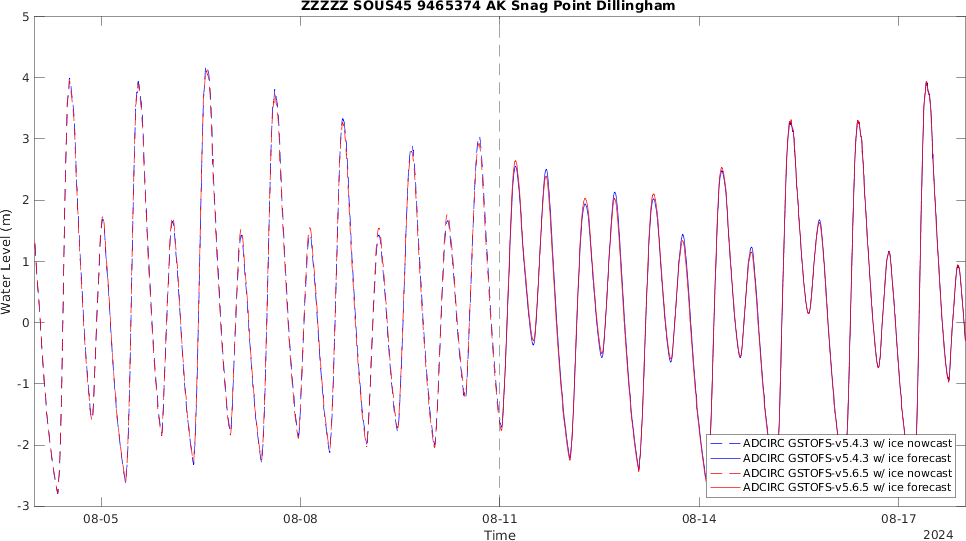 ZZZZZ SOUS45 9465374 AK Snag Point Dillingham
5
4
3
2
1
0
-1
-2
-3
Water Level (m)
08-05 08-08 08-11 08-14 08-17
Time
2024
ADCIRC GSTOFS-v5.4.3 w/ ice nowcast
ADCIRC GSTOFS-v5.4.3 w/ ice forecast
ADCIRC GSTOFS-v5.6.5 w/ ice nowcast
ADCIRC GSTOFS-v5.6.5 w/ ice forecast